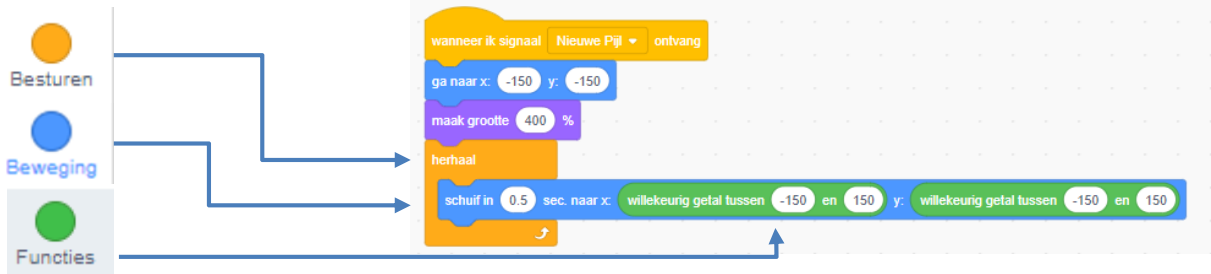 Besturen
Beweging
Functies
wanneer ik signaal Nieuwe Pijl ontvang
ga naar x: -150 y: -150
maak grootte 400 %
herhaal
schuif in 0.5 sec. naar x: willekeurig getal tussen -150 en 150 y: willekeurig getal tussen -150 en 150